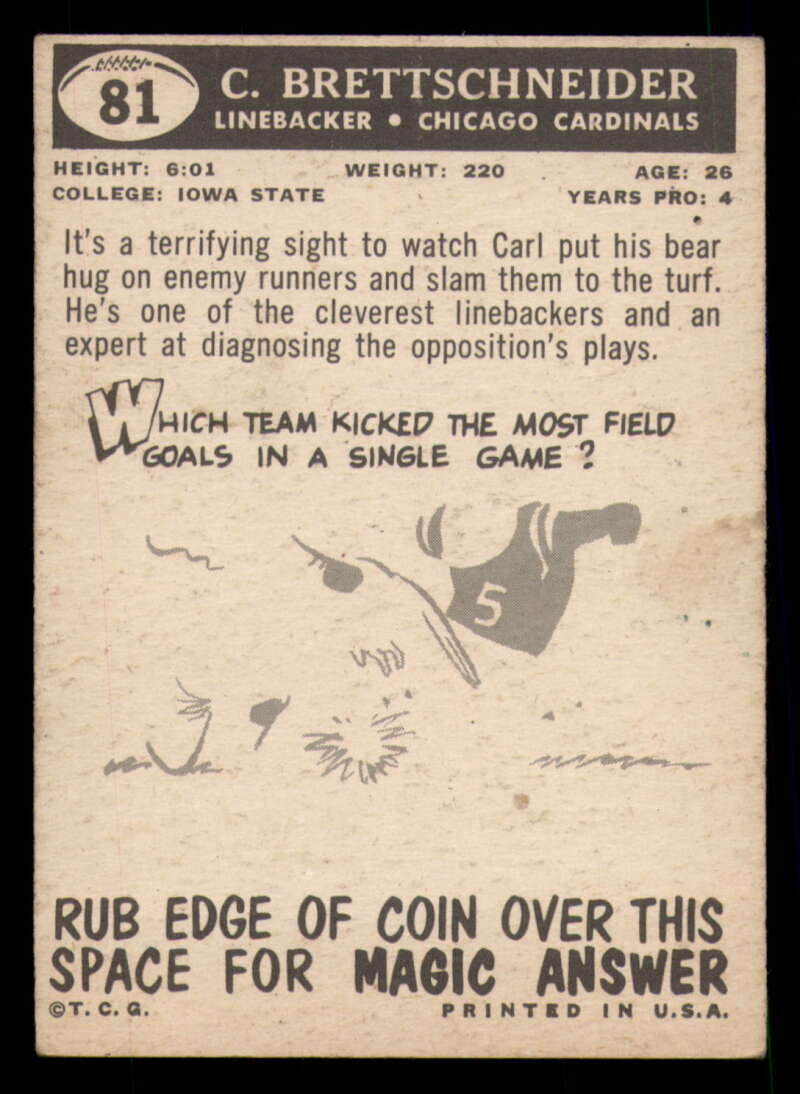 81
C. BRETTSCHNEIDER
LINEBACKER • CHICAGO CARDINALS
HEIGHT: 6:01 WEIGHT: 220 AGE: 26
COLLEGE: IOWA STATE YEARS PRO: 4
It's a terrifying sight to watch Carl put his bear
hug on enemy runners and slam them to the turf.
He's one of the cleverest linebackers and an
expert at diagnosing the opposition's plays.
WHICH TEAM KICKED THE MOST FIELD
GOALS IN A SINGLE GAME?
5
RUB EDGE OF COIN OVER THIS
SPACE FOR MAGIC ANSWER
©T.C.G. PRINTED IN U.S.A.